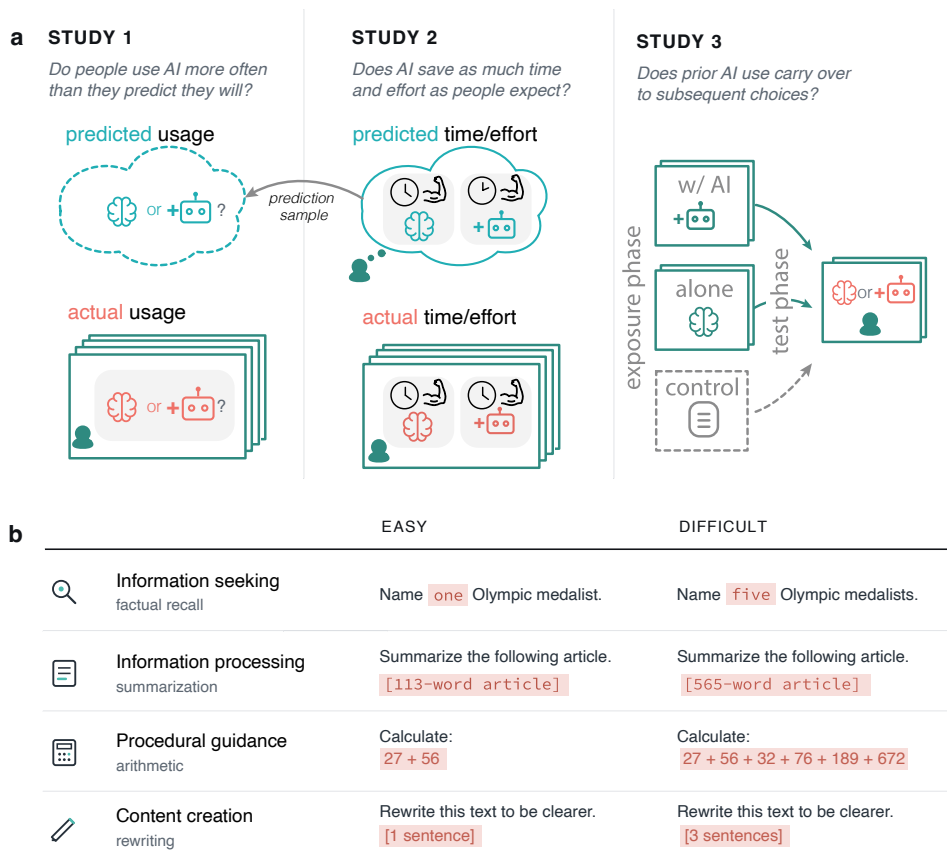 a
STUDY 1
Do people use AI more often
than they predict they will?
predicted usage
or + ?
actual usage
or + ?
STUDY 2
Does AI save as much time
and effort as people expect?
predicted time/effort
+
prediction
sample
actual time/effort
+
STUDY 3
Does prior AI use carry over
to subsequent choices?
exposure phase
w/ AI
+
alone
control
test phase
or +
b
EASY DIFFICULT
Information seeking
factual recall
Name one Olympic medalist.
Name five Olympic medalists.
Information processing
summarization
Summarize the following article.
[113-word article]
Summarize the following article.
[565-word article]
Procedural guidance
arithmetic
Calculate:
27 + 56
Calculate:
27 + 56 + 32 + 76 + 189 + 672
Content creation
rewriting
Rewrite this text to be clearer.
[1 sentence]
Rewrite this text to be clearer.
[3 sentences]